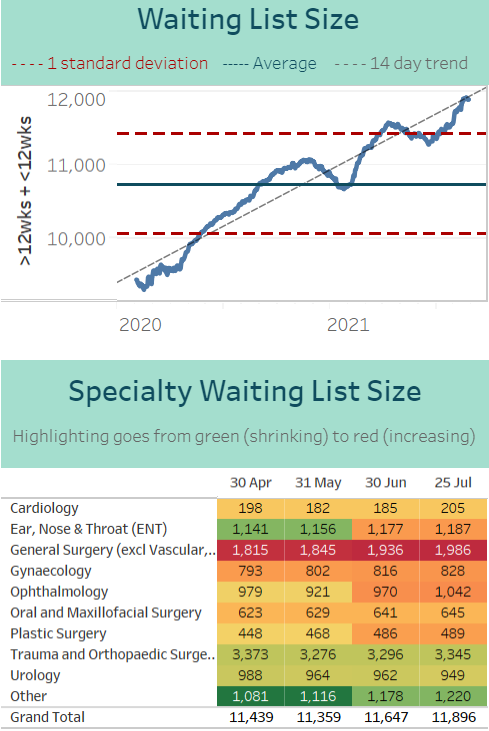 Waiting List Size
- - - - 1 standard deviation ----- Average - - - - 14 day trend
>12wks + <12wks
12,000
11,000
10,000
2020 2021
Specialty Waiting List Size
Highlighting goes from green (shrinking) to red (increasing)
30 Apr 31 May 30 Jun 25 Jul
Cardiology 198 182 185 205
Ear, Nose & Throat (ENT) 1,141 1,156 1,177 1,187
General Surgery (excl Vascular,.. 1,815 1,845 1,936 1,986
Gynaecology 793 802 816 828
Ophthalmology 979 921 970 1,042
Oral and Maxillofacial Surgery 623 629 641 645
Plastic Surgery 448 468 486 489
Trauma and Orthopaedic Surge.. 3,373 3,276 3,296 3,345
Urology 988 964 962 949
Other 1,081 1,116 1,178 1,220
Grand Total 11,439 11,359 11,647 11,896